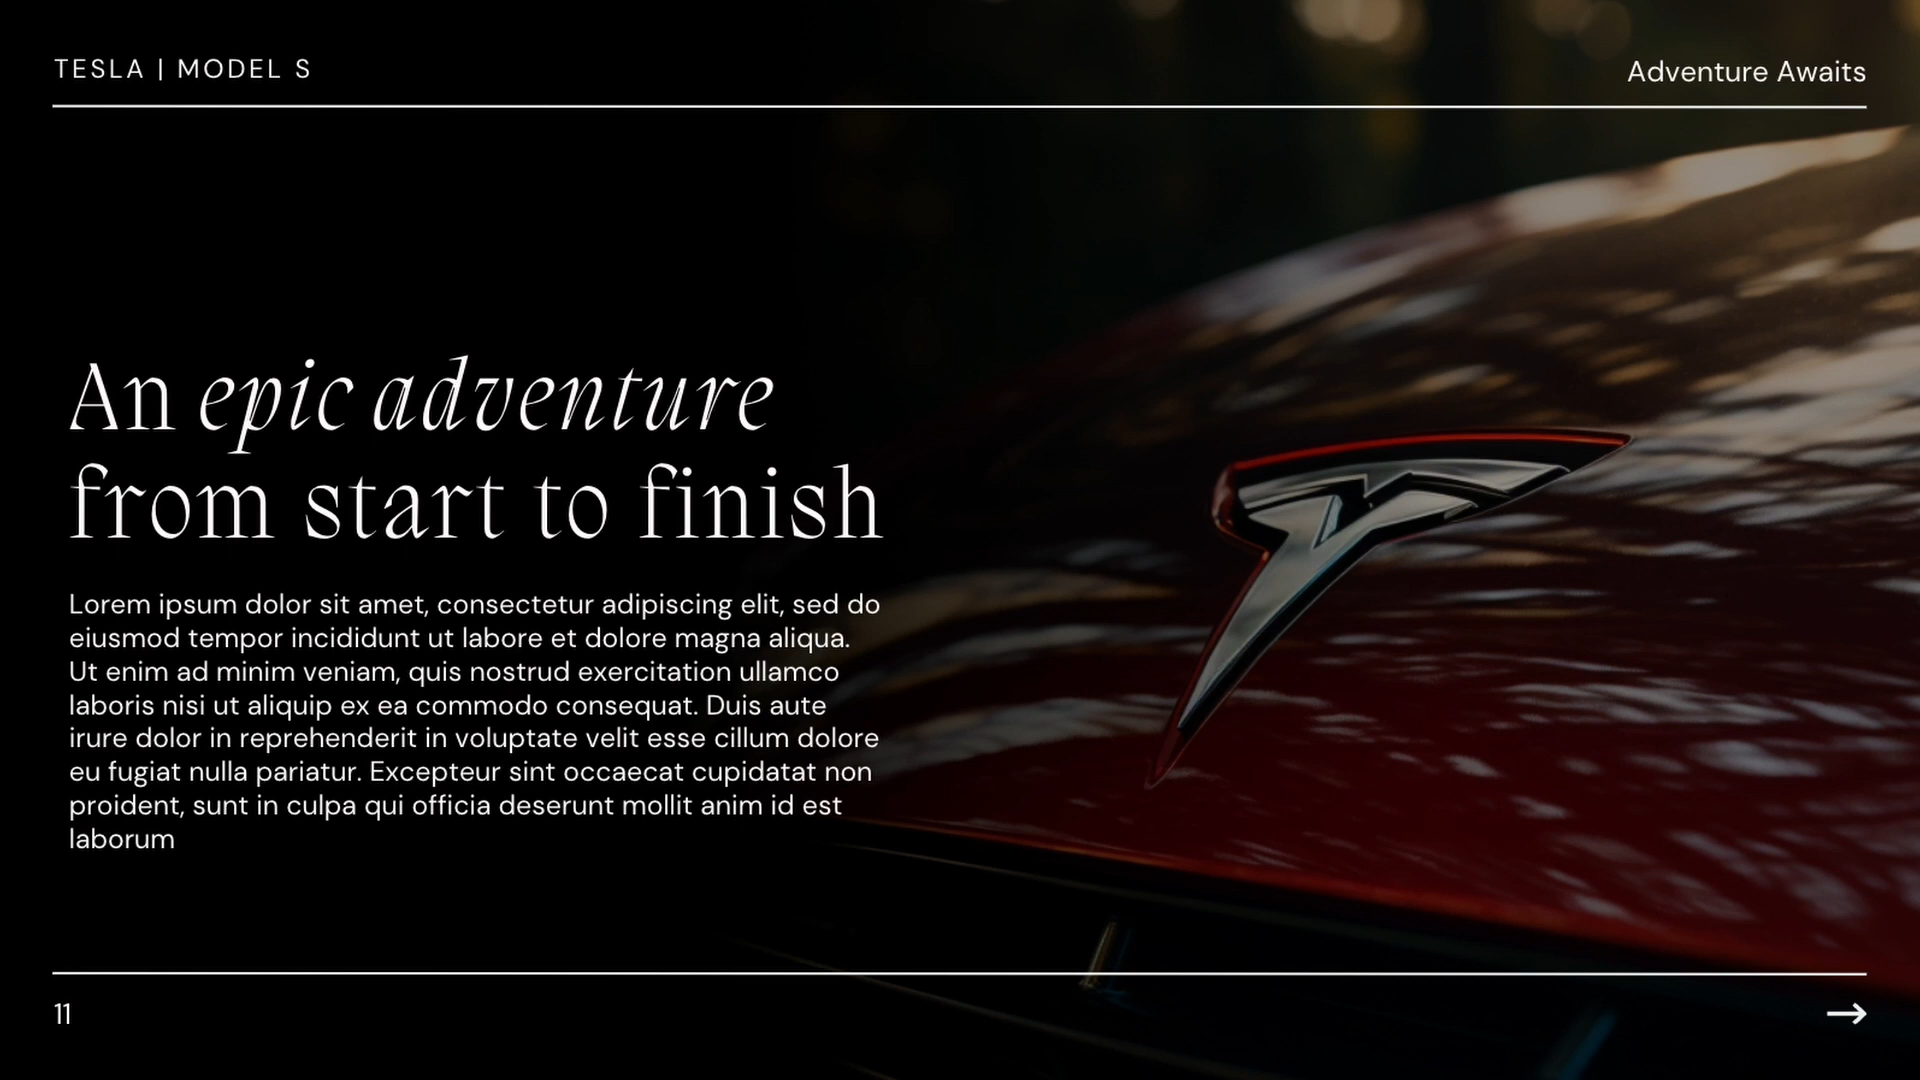 TESLA | MODEL S
Adventure Awaits
An epic adventure
from start to finish
Lorem ipsum dolor sit amet, consectetur adipiscing elit, sed do
eiusmod tempor incididunt ut labore et dolore magna aliqua.
Ut enim ad minim veniam, quis nostrud exercitation ullamco
laboris nisi ut aliquip ex ea commodo consequat. Duis aute
irure dolor in reprehenderit in voluptate velit esse cillum dolore
eu fugiat nulla pariatur. Excepteur sint occaecat cupidatat non
proident, sunt in culpa qui officia deserunt mollit anim id est
laborum
11
→